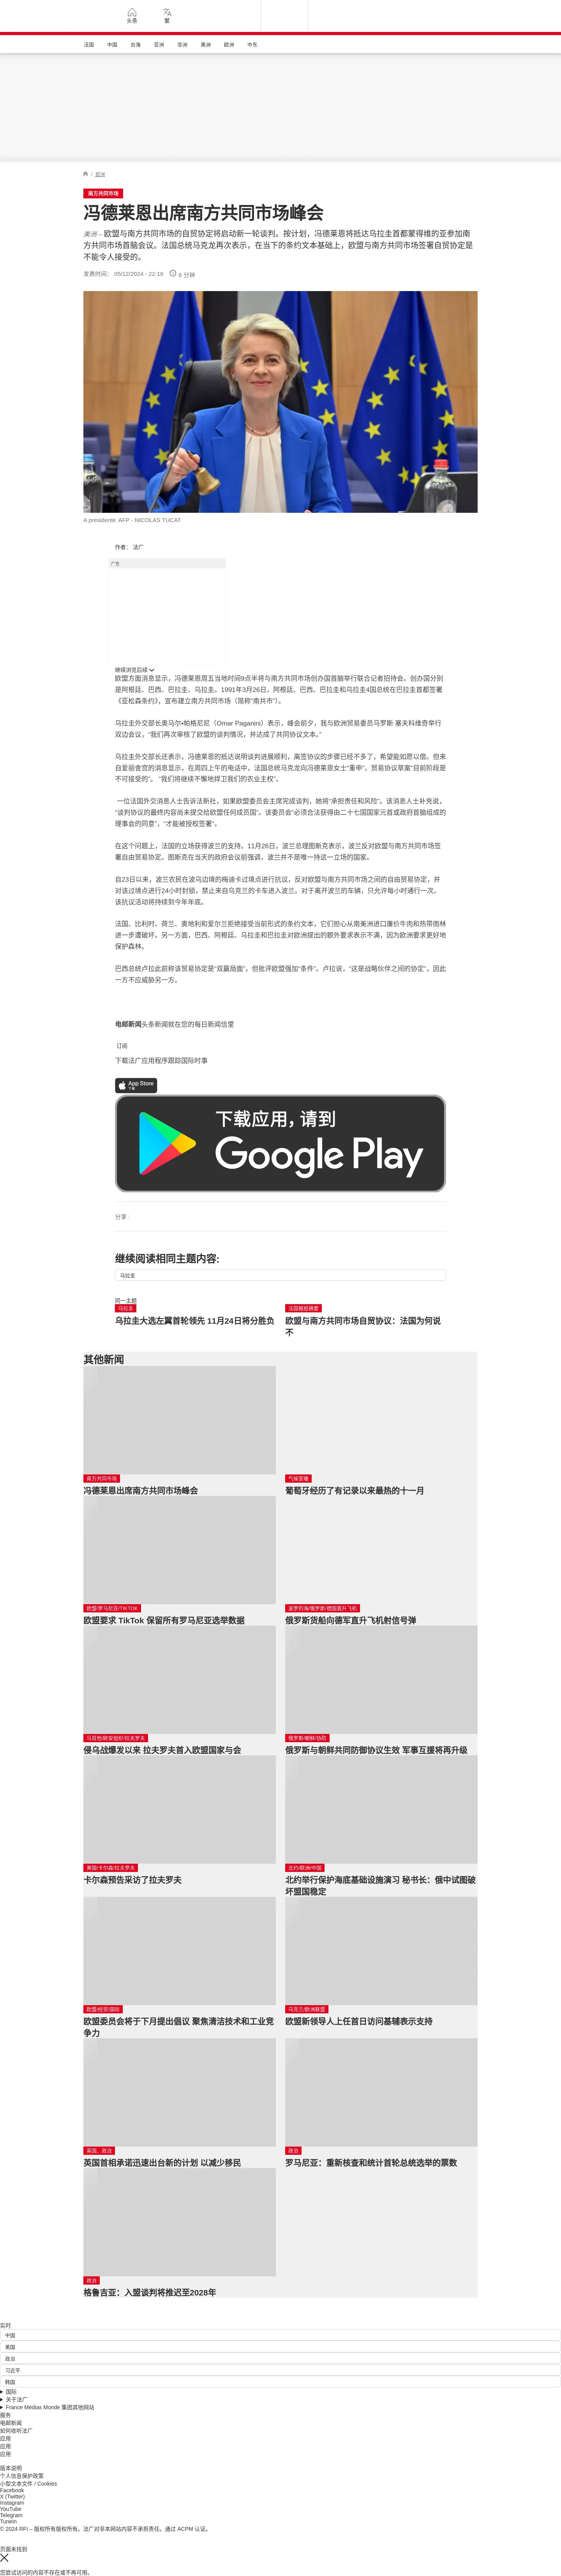 头条
繁
法国
中国
台海
亚洲
非洲
美洲
欧洲
中东
/ 欧洲
南方共同市场
冯德莱恩出席南方共同市场峰会
美洲 – 欧盟与南方共同市场的自贸协定将启动新一轮谈判。按计划，冯德莱恩将抵达乌拉圭首都蒙得维的亚参加南
方共同市场首脑会议。法国总统马克龙再次表示，在当下的条约文本基础上，欧盟与南方共同市场签署自贸协定是
不能令人接受的。
发表时间： 05/12/2024 - 22:19
6 分钟
A presidente AFP - NICOLAS TUCAT
作者： 法广
广告
继续浏览后续
欧盟方面消息显示，冯德莱恩周五当地时间9点半将与南方共同市场创办国首脑举行联合记者招待会。创办国分别
是阿根廷、巴西、巴拉圭、乌拉圭。1991年3月26日，阿根廷、巴西、巴拉圭和乌拉圭4国总统在巴拉圭首都签署
《亚松森条约》，宣布建立南方共同市场（简称“南共市”）。
乌拉圭外交部长奥马尔•帕格尼尼（Omar Paganini）表示，峰会前夕，我与欧洲贸易委员马罗斯·塞夫科维奇举行
双边会议，“我们再次审核了欧盟的谈判情况，并达成了共同协议文本。”
乌拉圭外交部长还表示，冯德莱恩的抵达说明谈判进展顺利，离签协议的步骤已经不多了，希望能如愿以偿。但来
自爱丽舍宫的消息显示，在周四上午的电话中，法国总统马克龙向冯德莱恩女士“重申”，贸易协议草案“目前阶段是
不可接受的”。 “我们将继续不懈地捍卫我们的农业主权”。
一位法国外交消息人士告诉法新社，如果欧盟委员会主席完成谈判，她将“承担责任和风险”。该消息人士补充说，
“谈判协议的最终内容尚未提交给欧盟任何成员国”。该委员会“必须合法获得由二十七国国家元首或政府首脑组成的
理事会的同意”，“才能被授权签署”。
在这个问题上，法国的立场获得波兰的支持。11月26日，波兰总理图斯克表示，波兰反对欧盟与南方共同市场签
署自由贸易协定。图斯克在当天的政府会议前强调，波兰并不是唯一持这一立场的国家。
自23日以来，波兰农民在波乌边境的梅迪卡过境点进行抗议，反对欧盟与南方共同市场之间的自由贸易协定，并
对该过境点进行24小时封锁，禁止来自乌克兰的卡车进入波兰。对于离开波兰的车辆，只允许每小时通行一次。
该抗议活动将持续到今年年底。
法国、比利时、荷兰、奥地利和爱尔兰拒绝接受当前形式的条约文本，它们担心从南美洲进口廉价牛肉和热带雨林
进一步遭破坏。另一方面，巴西、阿根廷、乌拉圭和巴拉圭对欧洲提出的额外要求表示不满，因为欧洲要求更好地
保护森林。
巴西总统卢拉此前称该贸易协定是“双赢局面”，但批评欧盟强加“条件”。卢拉说，“这是战略伙伴之间的协定”，因此
一方不应威胁另一方。
电邮新闻头条新闻就在您的每日新闻信里
订阅
下载法广应用程序跟踪国际时事
App Store
下载
下载应用，请到
Google Play
分享 :
继续阅读相同主题内容:
乌拉圭
同一主题
乌拉圭
乌拉圭大选左翼首轮领先 11月24日将分胜负
法国报纸摘要
欧盟与南方共同市场自贸协议：法国为何说
不
其他新闻
南方共同市场
冯德莱恩出席南方共同市场峰会
气候变暖
葡萄牙经历了有记录以来最热的十一月
欧盟/罗马尼亚/TIKTOK
欧盟要求 TikTok 保留所有罗马尼亚选举数据
波罗的海/俄罗斯/德国直升飞机
俄罗斯货船向德军直升飞机射信号弹
马耳他/欧安组织/拉夫罗夫
侵乌战爆发以来 拉夫罗夫首入欧盟国家与会
俄罗斯/朝鲜/协防
俄罗斯与朝鲜共同防御协议生效 军事互援将再升级
美国/卡尔森/拉夫罗夫
卡尔森预告采访了拉夫罗夫
北约/欧洲/中国
北约举行保护海底基础设施演习 秘书长：俄中试图破
坏盟国稳定
欧盟/经贸/国际
欧盟委员会将于下月提出倡议 聚焦清洁技术和工业竞
争力
乌克兰/欧洲联盟
欧盟新领导人上任首日访问基辅表示支持
英国、政治
英国首相承诺迅速出台新的计划 以减少移民
政治
罗马尼亚：重新核查和统计首轮总统选举的票数
政治
格鲁吉亚：入盟谈判将推迟至2028年
实时
中国
美国
政治
习近平
韩国
国际
关于法广
France Médias Monde 集团其他网站
服务
电邮新闻
如何收听法广
应用
应用
应用
版本说明
个人信息保护政策
小型文本文件 / Cookies
Facebook
X (Twitter)
Instagram
YouTube
Telegram
TuneIn
© 2024 RFI – 版权所有版权所有。法广对非本网站内容不承担责任。通过 ACPM 认证。
页面未找到
您尝试访问的内容不存在或不再可用。